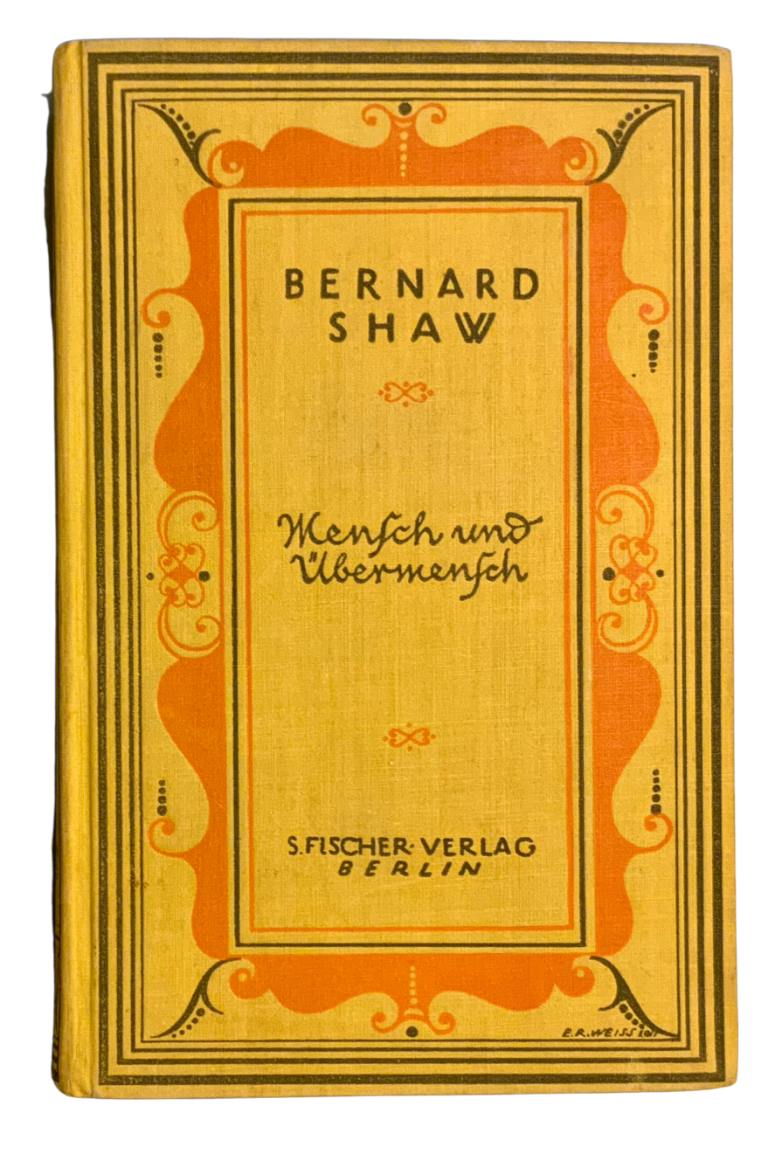 BERNARD
SHAW
Menſch und
Übermenſch
S. FISCHER · VERLAG
BERLIN
E.R.WEISS